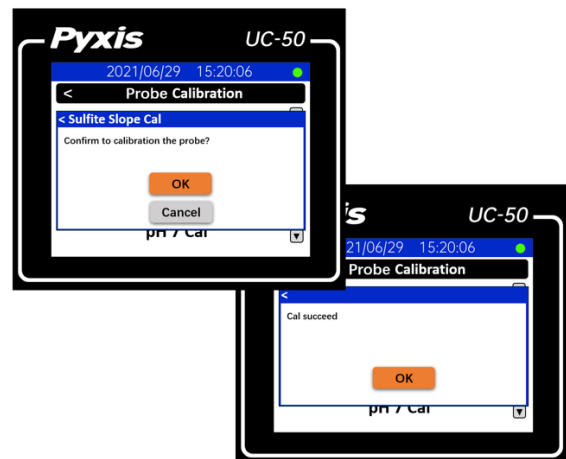 Pyxis UC-50
2021/06/29 15:20:06
< Probe Calibration
< Sulfite Slope Cal
Confirm to calibration the probe?
OK
Cancel
pH 7 Cal
is UC-50
21/06/29 15:20:06
Probe Calibration
<
Cal succeed
OK
pH 7 Cal